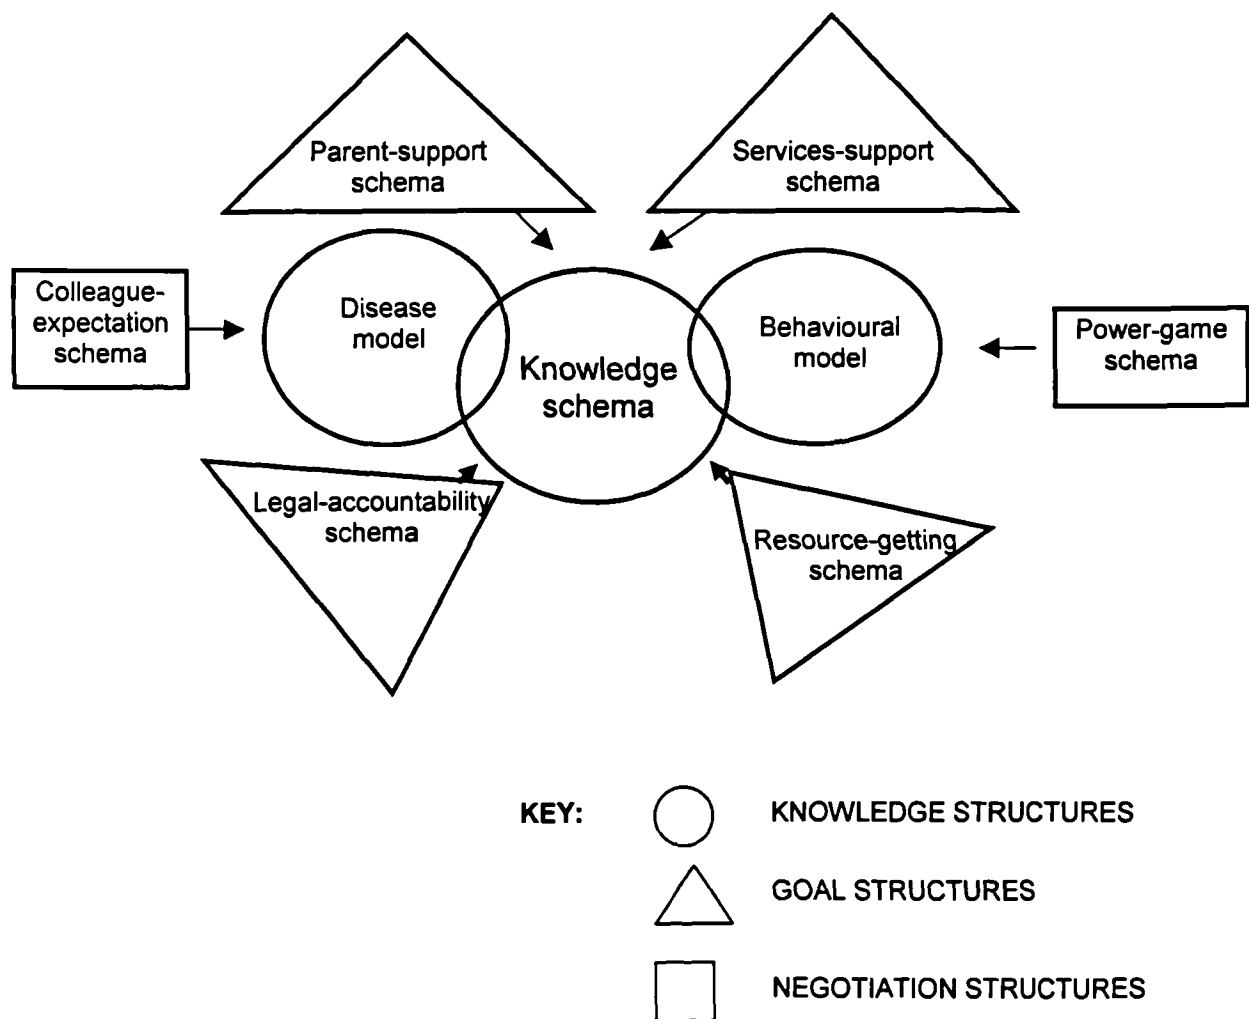 Parent-support
schema
Services-support
schema
Colleague-
expectation
schema
Disease
model
Knowledge
schema
Behavioural
model
Power-game
schema
Legal-accountability
schema
Resource-getting
schema
KEY:
KNOWLEDGE STRUCTURES
GOAL STRUCTURES
NEGOTIATION STRUCTURES